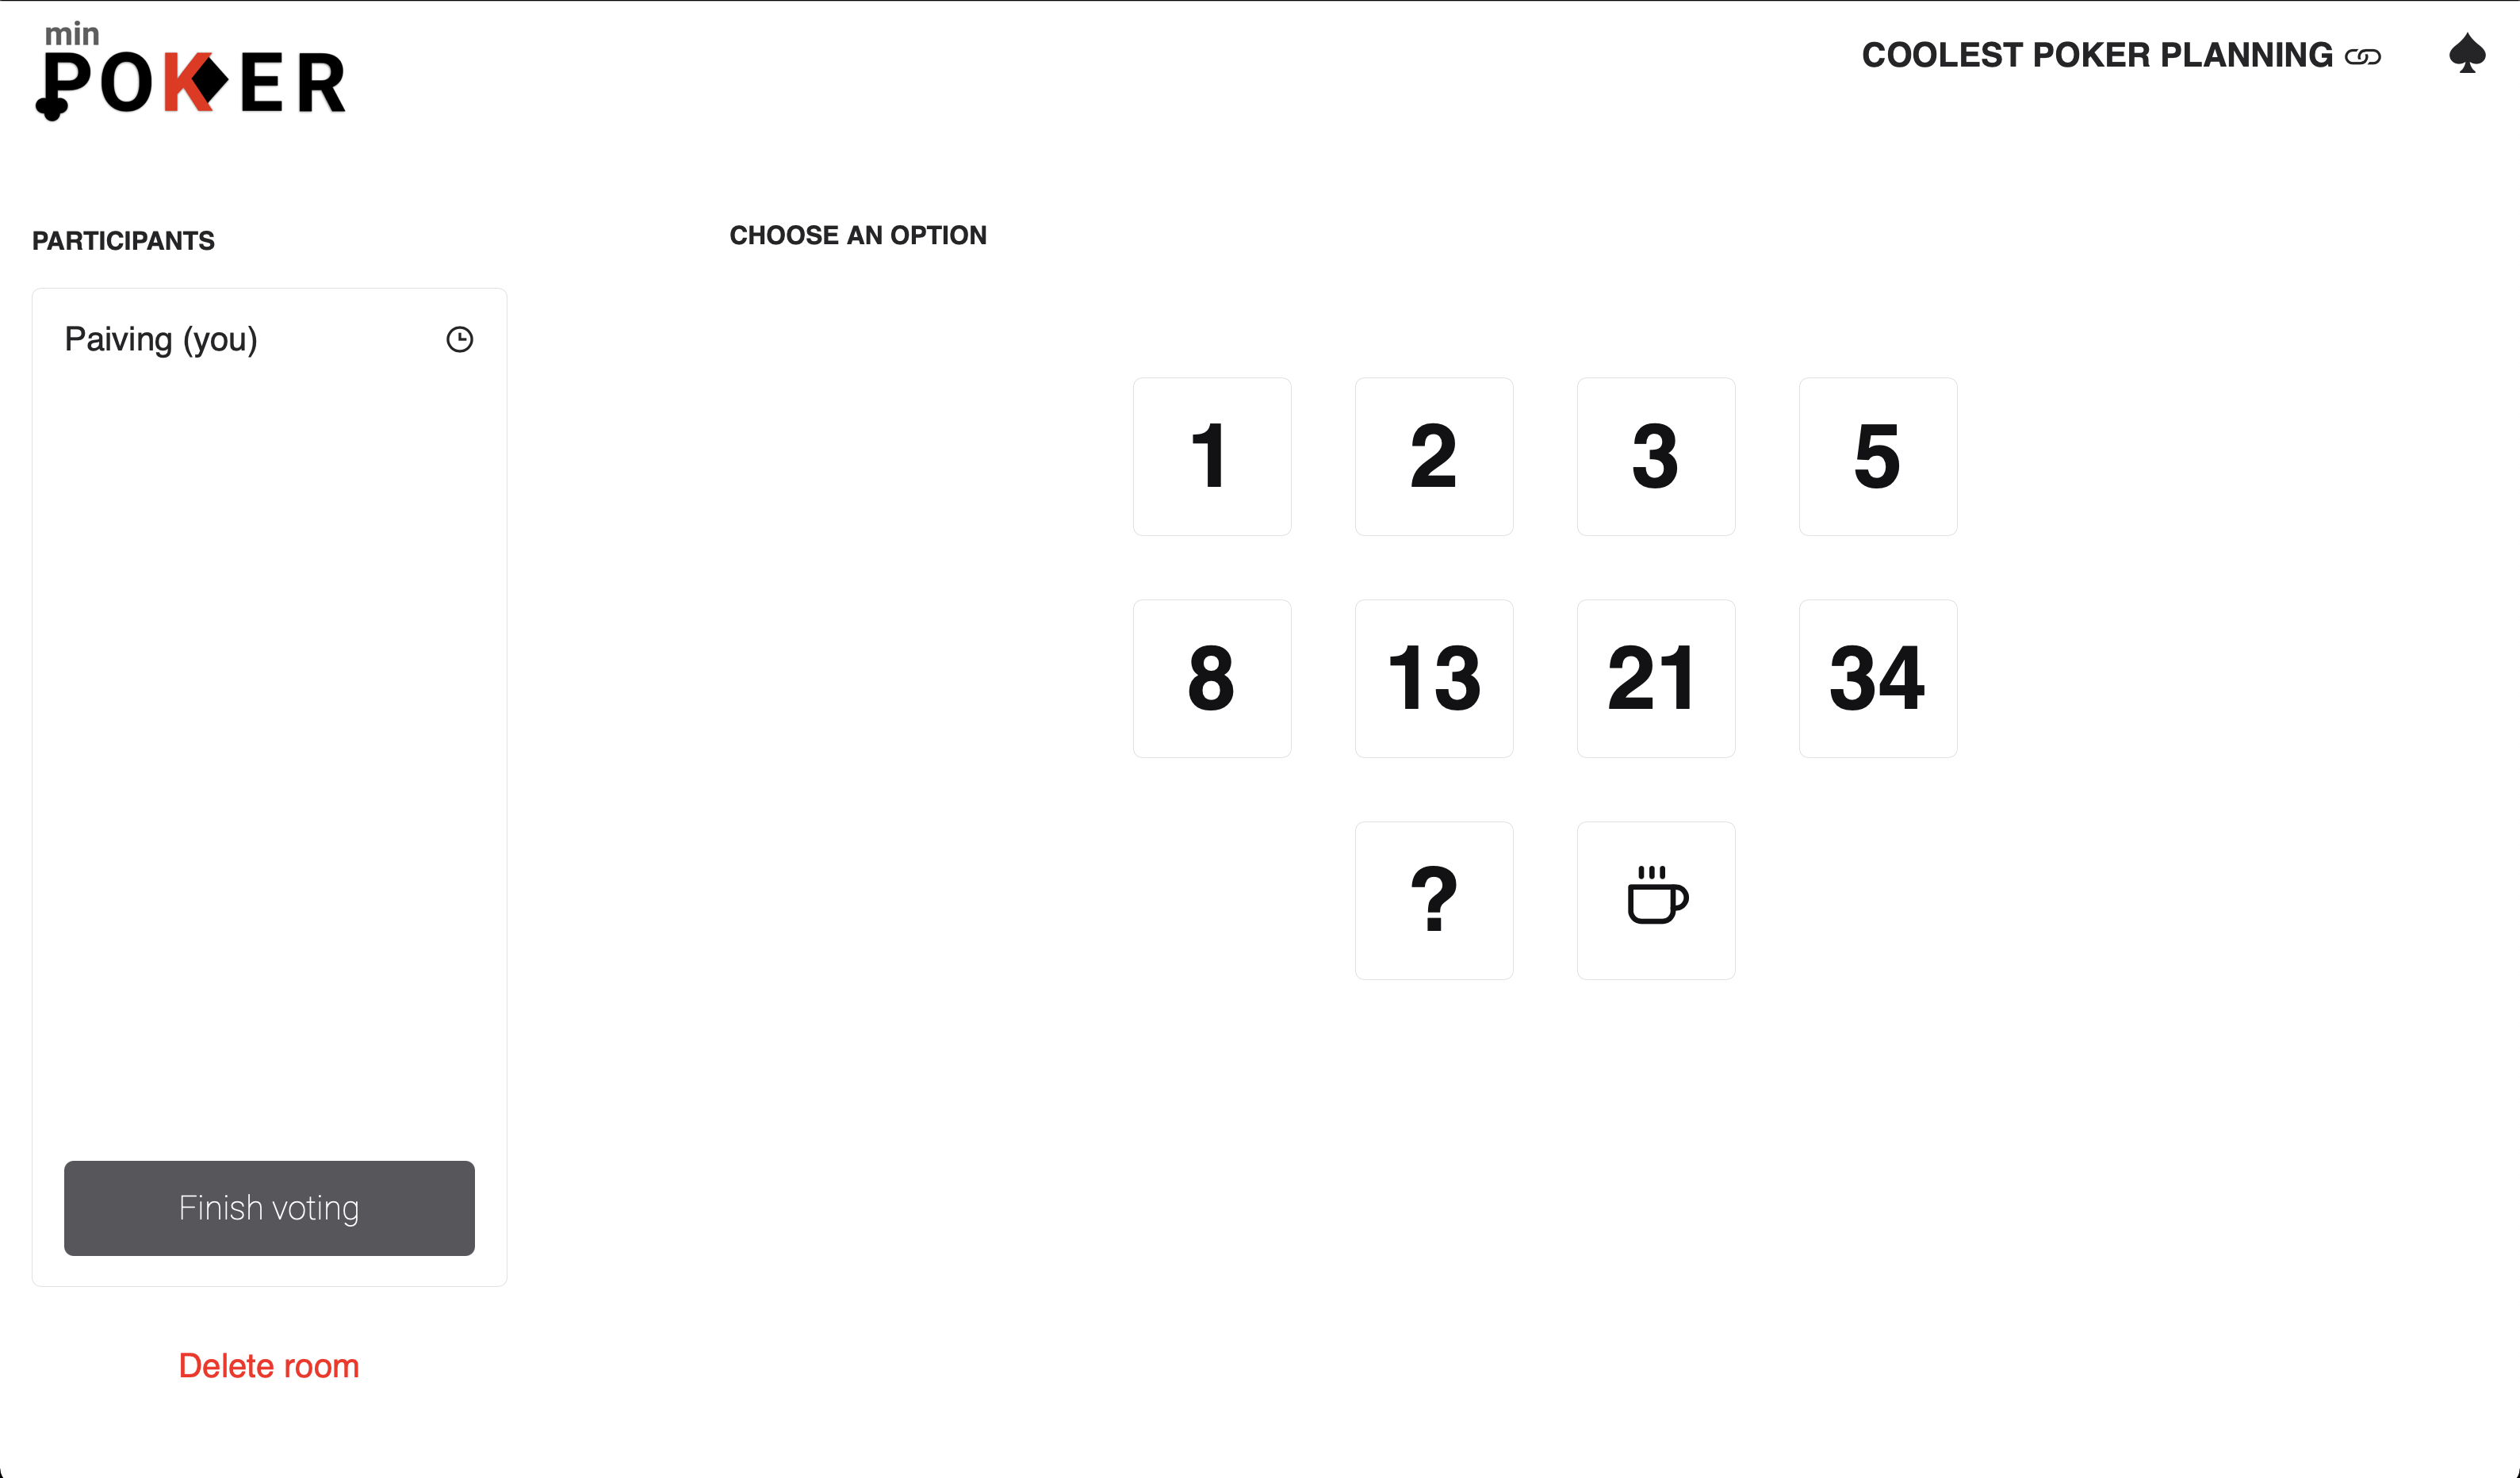 min
POKER
COOLEST POKER PLANNING
PARTICIPANTS
CHOOSE AN OPTION
Paiving (you)
1 2 3 5
8 13 21 34
?
Finish voting
Delete room